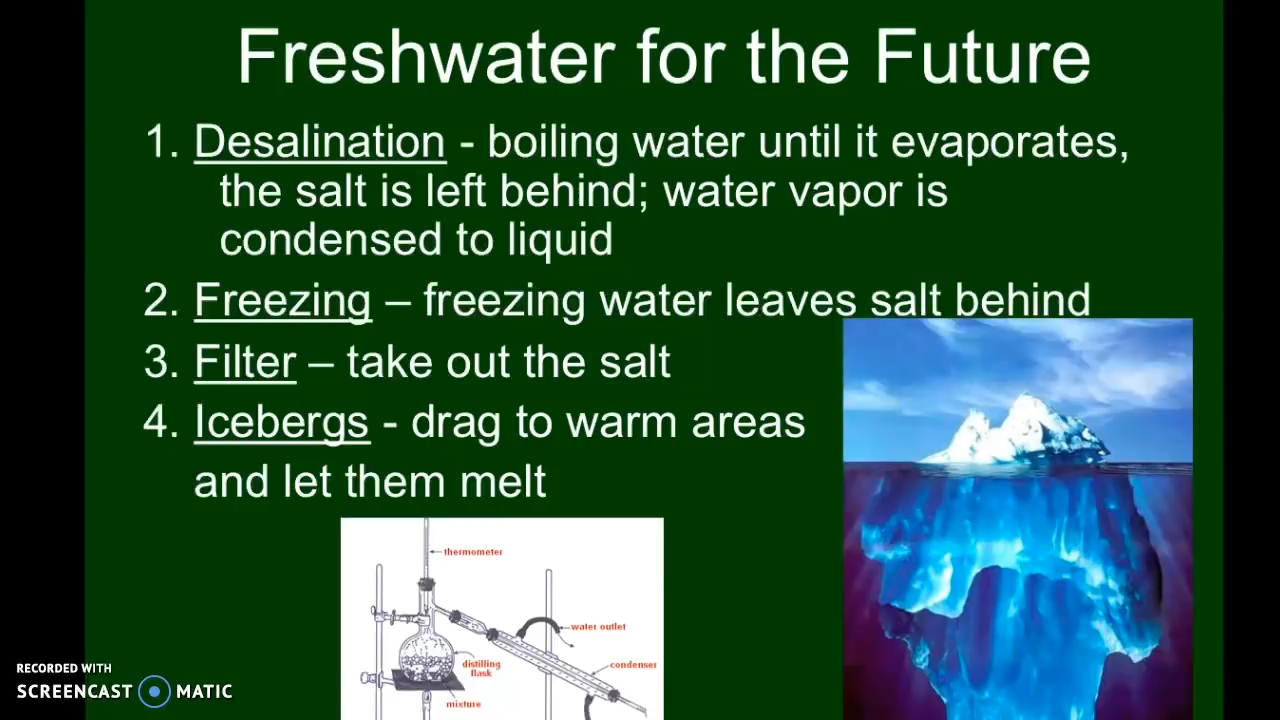 Freshwater for the Future
1. Desalination - boiling water until it evaporates,
the salt is left behind; water vapor is
condensed to liquid
2. Freezing – freezing water leaves salt behind
3. Filter – take out the salt
4. Icebergs - drag to warm areas
and let them melt
thermometer
water outlet
distilling
flask
condenser
mixture
RECORDED WITH
SCREENCAST MATIC